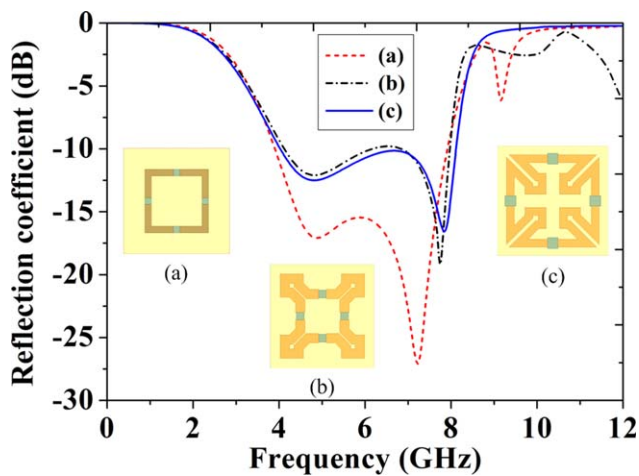 0
-5
-10
-15
-20
-25
-30
Reflection coefficient (dB)
(a)
(b)
(c)
(a)
(b)
(c)
0 2 4 6 8 10 12
Frequency (GHz)